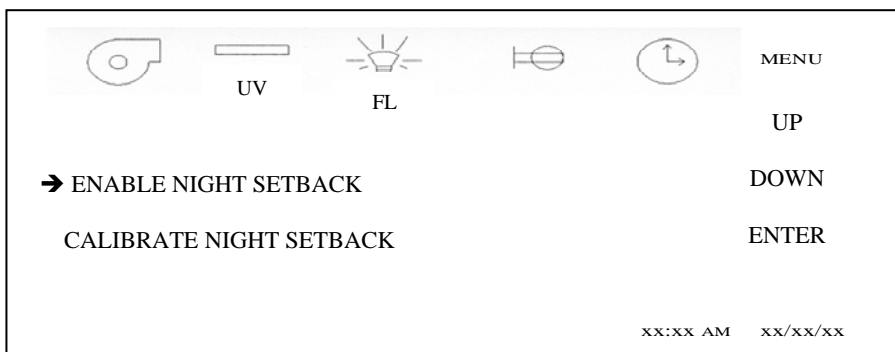 MENU
UV
FL
UP
➔ ENABLE NIGHT SETBACK
DOWN
CALIBRATE NIGHT SETBACK
ENTER
xx:xx AM xx/xx/xx